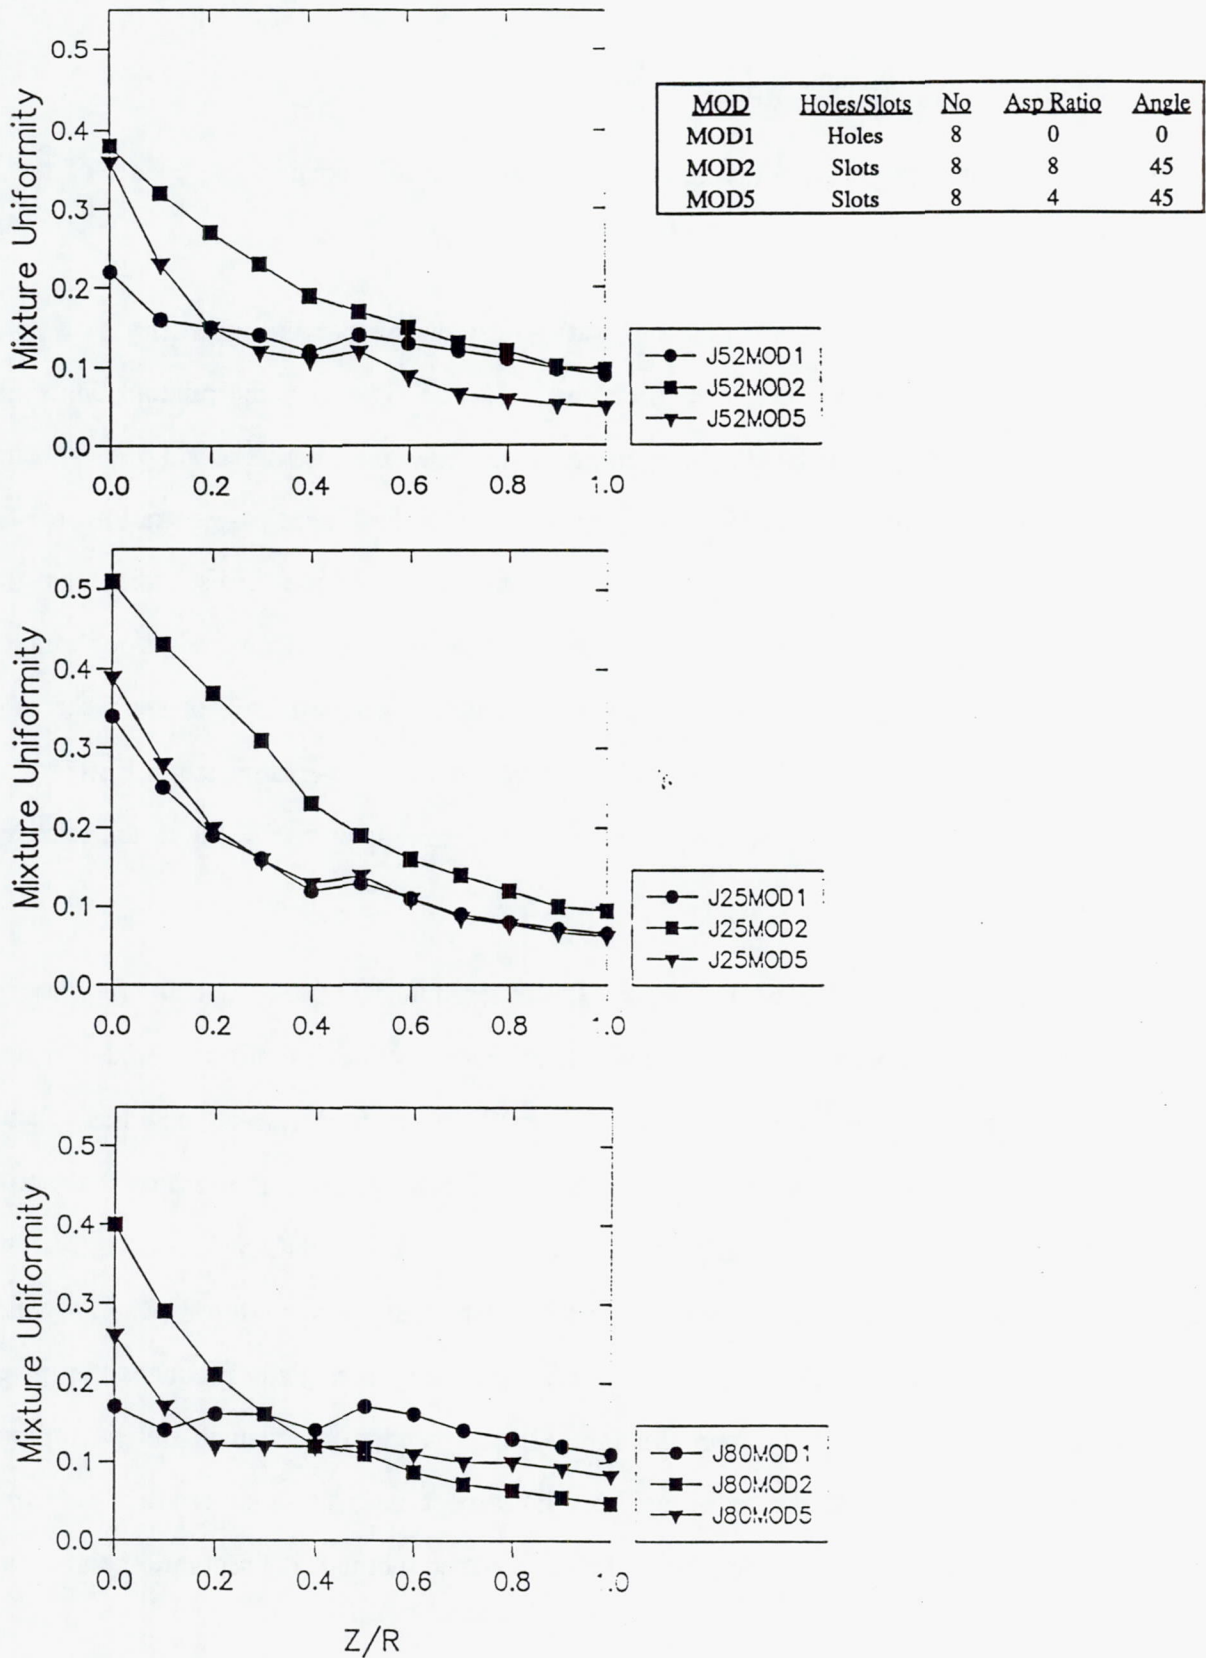 0.5
0.4
0.3
0.2
0.1
0.0
Mixture Uniformity
0.0 0.2 0.4 0.6 0.8 1.0
MOD Holes/Slots No Asp Ratio Angle
MOD1 Holes 8 0 0
MOD2 Slots 8 8 45
MOD5 Slots 8 4 45
J52MOD1
J52MOD2
J52MOD5
0.5
0.4
0.3
0.2
0.1
0.0
Mixture Uniformity
0.0 0.2 0.4 0.6 0.8 1.0
J25MOD1
J25MOD2
J25MOD5
0.5
0.4
0.3
0.2
0.1
0.0
Mixture Uniformity
0.0 0.2 0.4 0.6 0.8 1.0
J80MOD1
J80MOD2
J80MOD5
Z/R